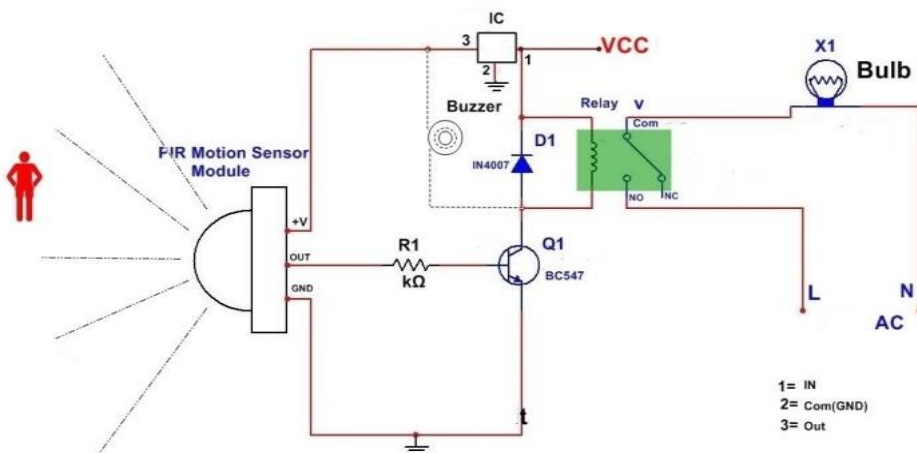 IC
3
1
VCC
2
X1
Bulb
Buzzer
Relay V
Com
D1
IN4007
PIR Motion Sensor
Module
NO
NC
+V
OUT
R1
kΩ
Q1
BC547
GND
L
N
AC
t
1= IN
2= Com(GND)
3= Out